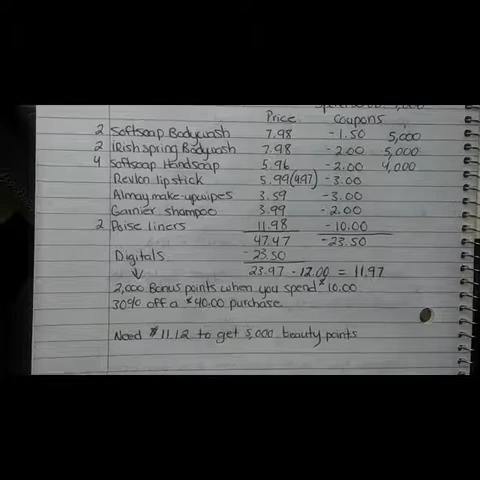 Price Coupons
2 Softsoap Bodywash 7.98 -1.50 5,000
2 iRish spring Bodywash 7.98 -2.00 5,000
4 Softsoap Handsoap 5.96 -2.00 4,000
Revlon lipstick 5.99(4.97) -3.00
Almay make-upwipes 3.59 -3.00
Garnier shampoo 3.99 -2.00
2 Poise liners 11.98 -10.00
47.47 -23.50
Digitals -23.50
↓ 23.97 - 12.00 = 11.97
2,000 Bonus points when you spend $10.00
30% off a $40.00 purchase
Need $11.12 to get 5,000 beauty points